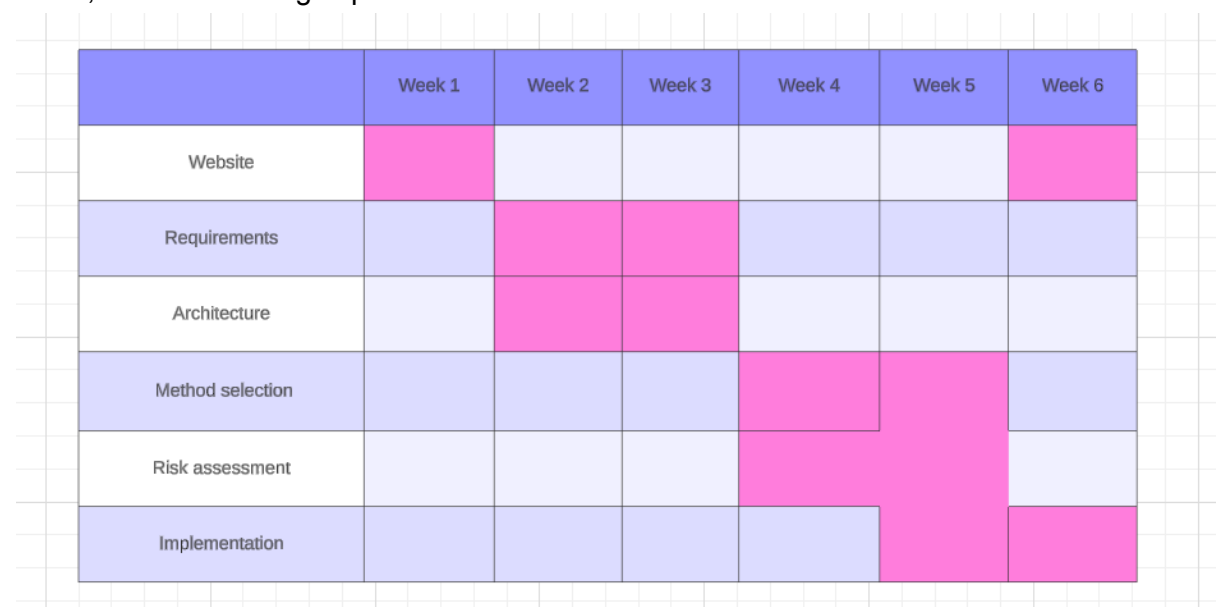 Week 1 Week 2 Week 3 Week 4 Week 5 Week 6
Website
Requirements
Architecture
Method selection
Risk assessment
Implementation